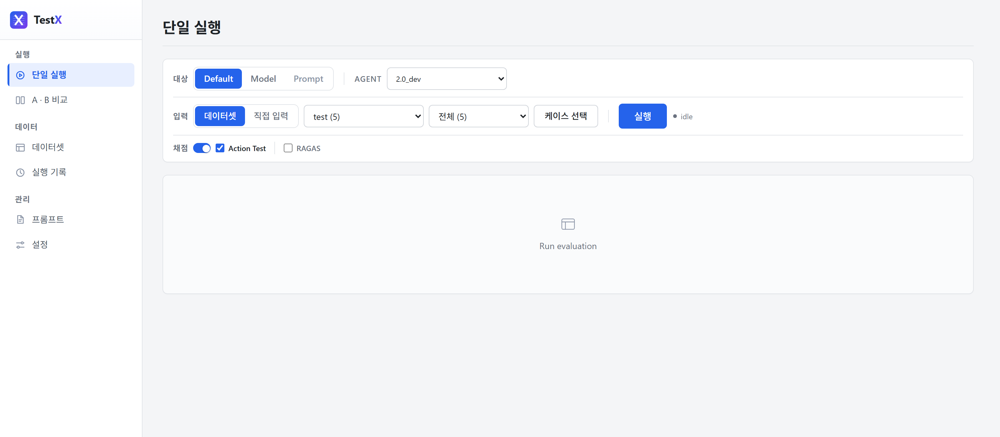 TestX
실행
단일 실행
A · B 비교
데이터
데이터셋
실행 기록
관리
프롬프트
설정
단일 실행
대상 Default Model Prompt AGENT 2.0_dev
입력 데이터셋 직접 입력 test (5) 전체 (5) 케이스 선택 실행 idle
채점 Action Test RAGAS
Run evaluation